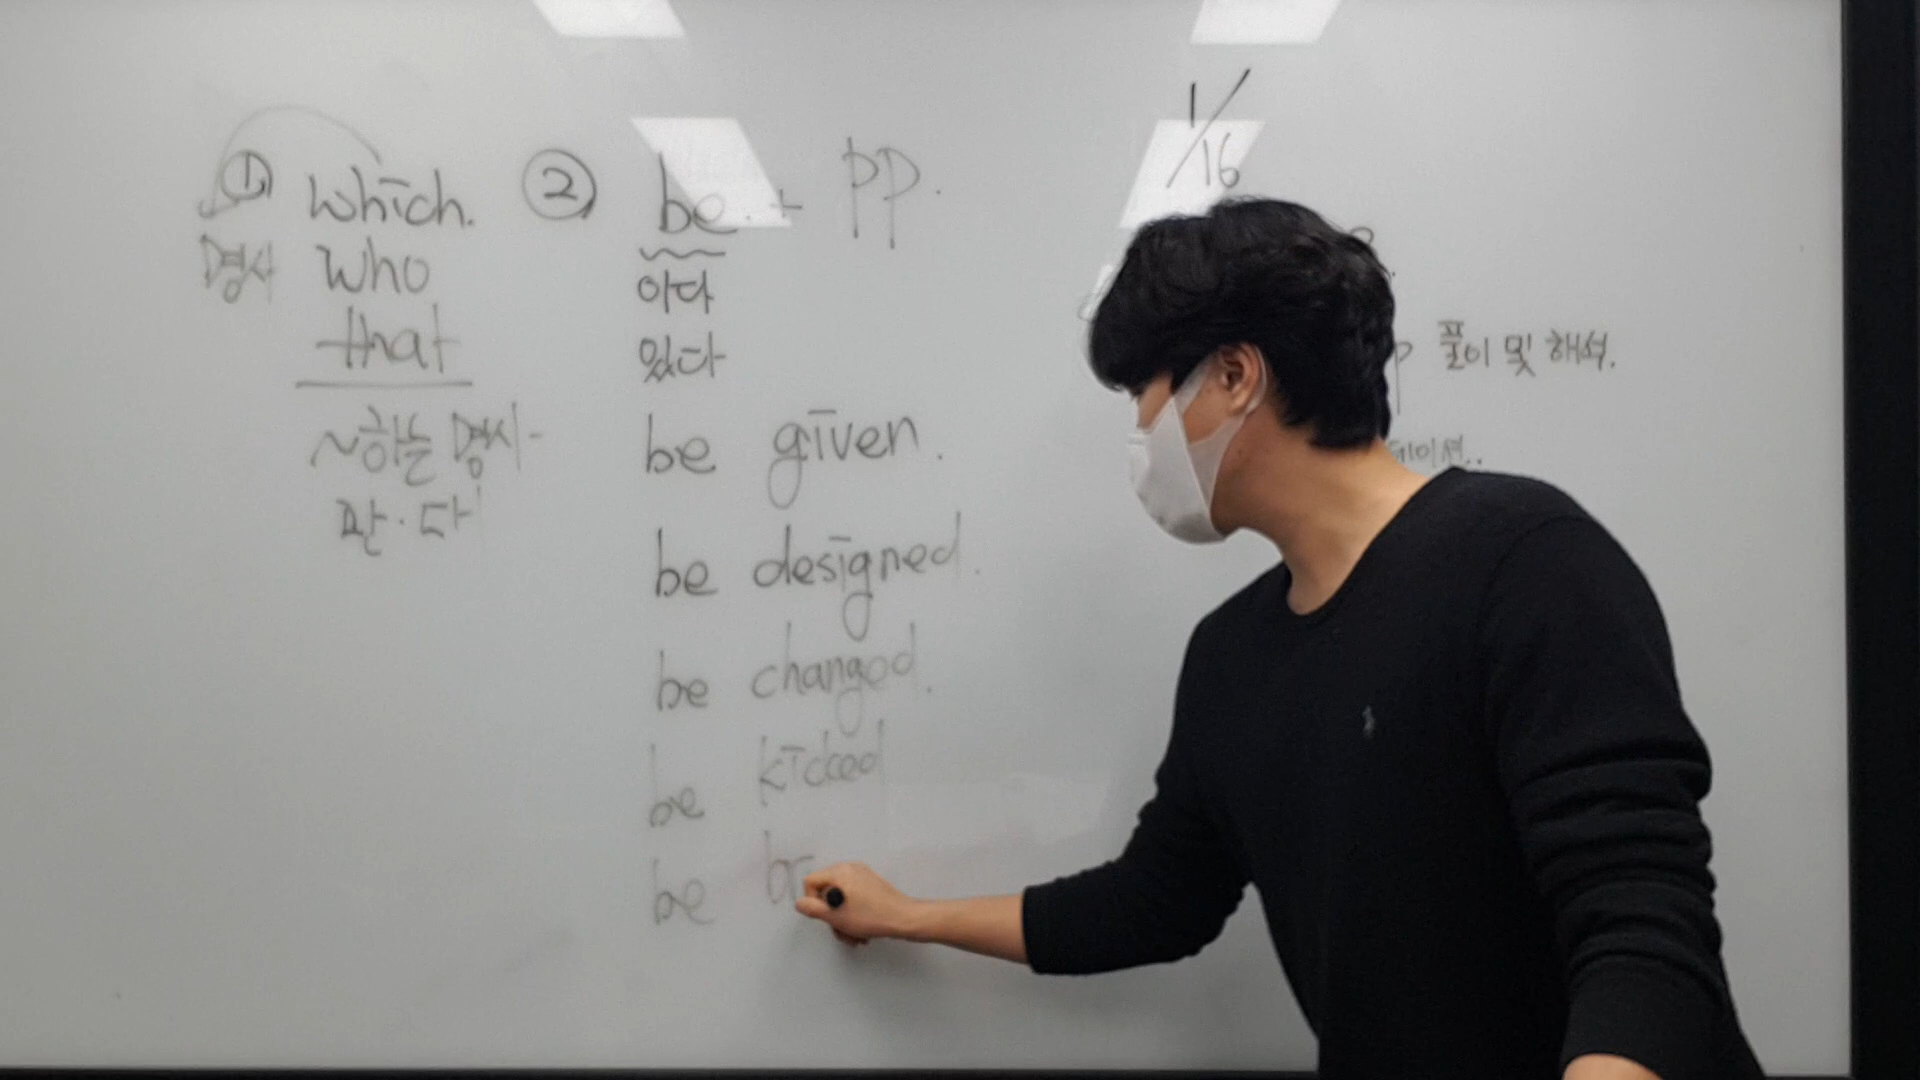 ① which.
명사 who
that
~하는 명사
관·다
② be + pp.
이다
있다
be given.
be designed.
be changed.
be kicked
be br
1/16
풀이 및 해석.